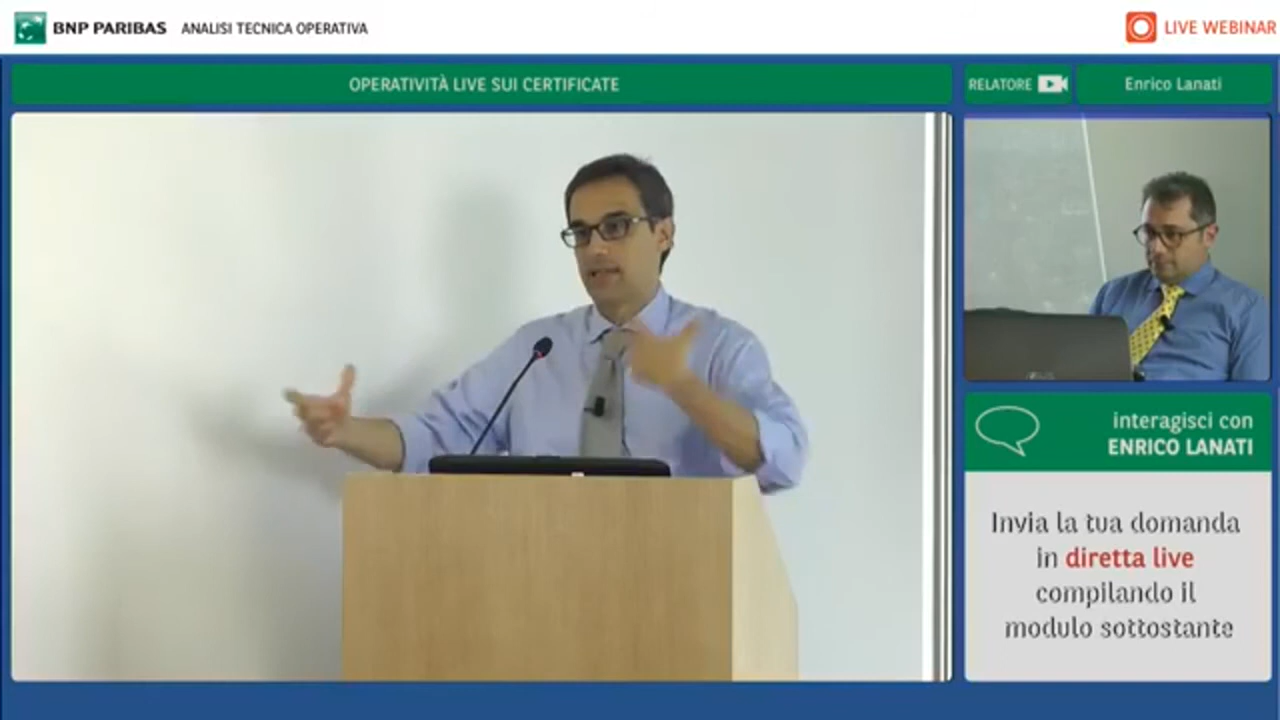 BNP PARIBAS ANALISI TECNICA OPERATIVA
LIVE WEBINAR
OPERATIVITÀ LIVE SUI CERTIFICATE
RELATORE
Enrico Lanati
interagisci con
ENRICO LANATI
Invia la tua domanda
in diretta live
compilando il
modulo sottostante